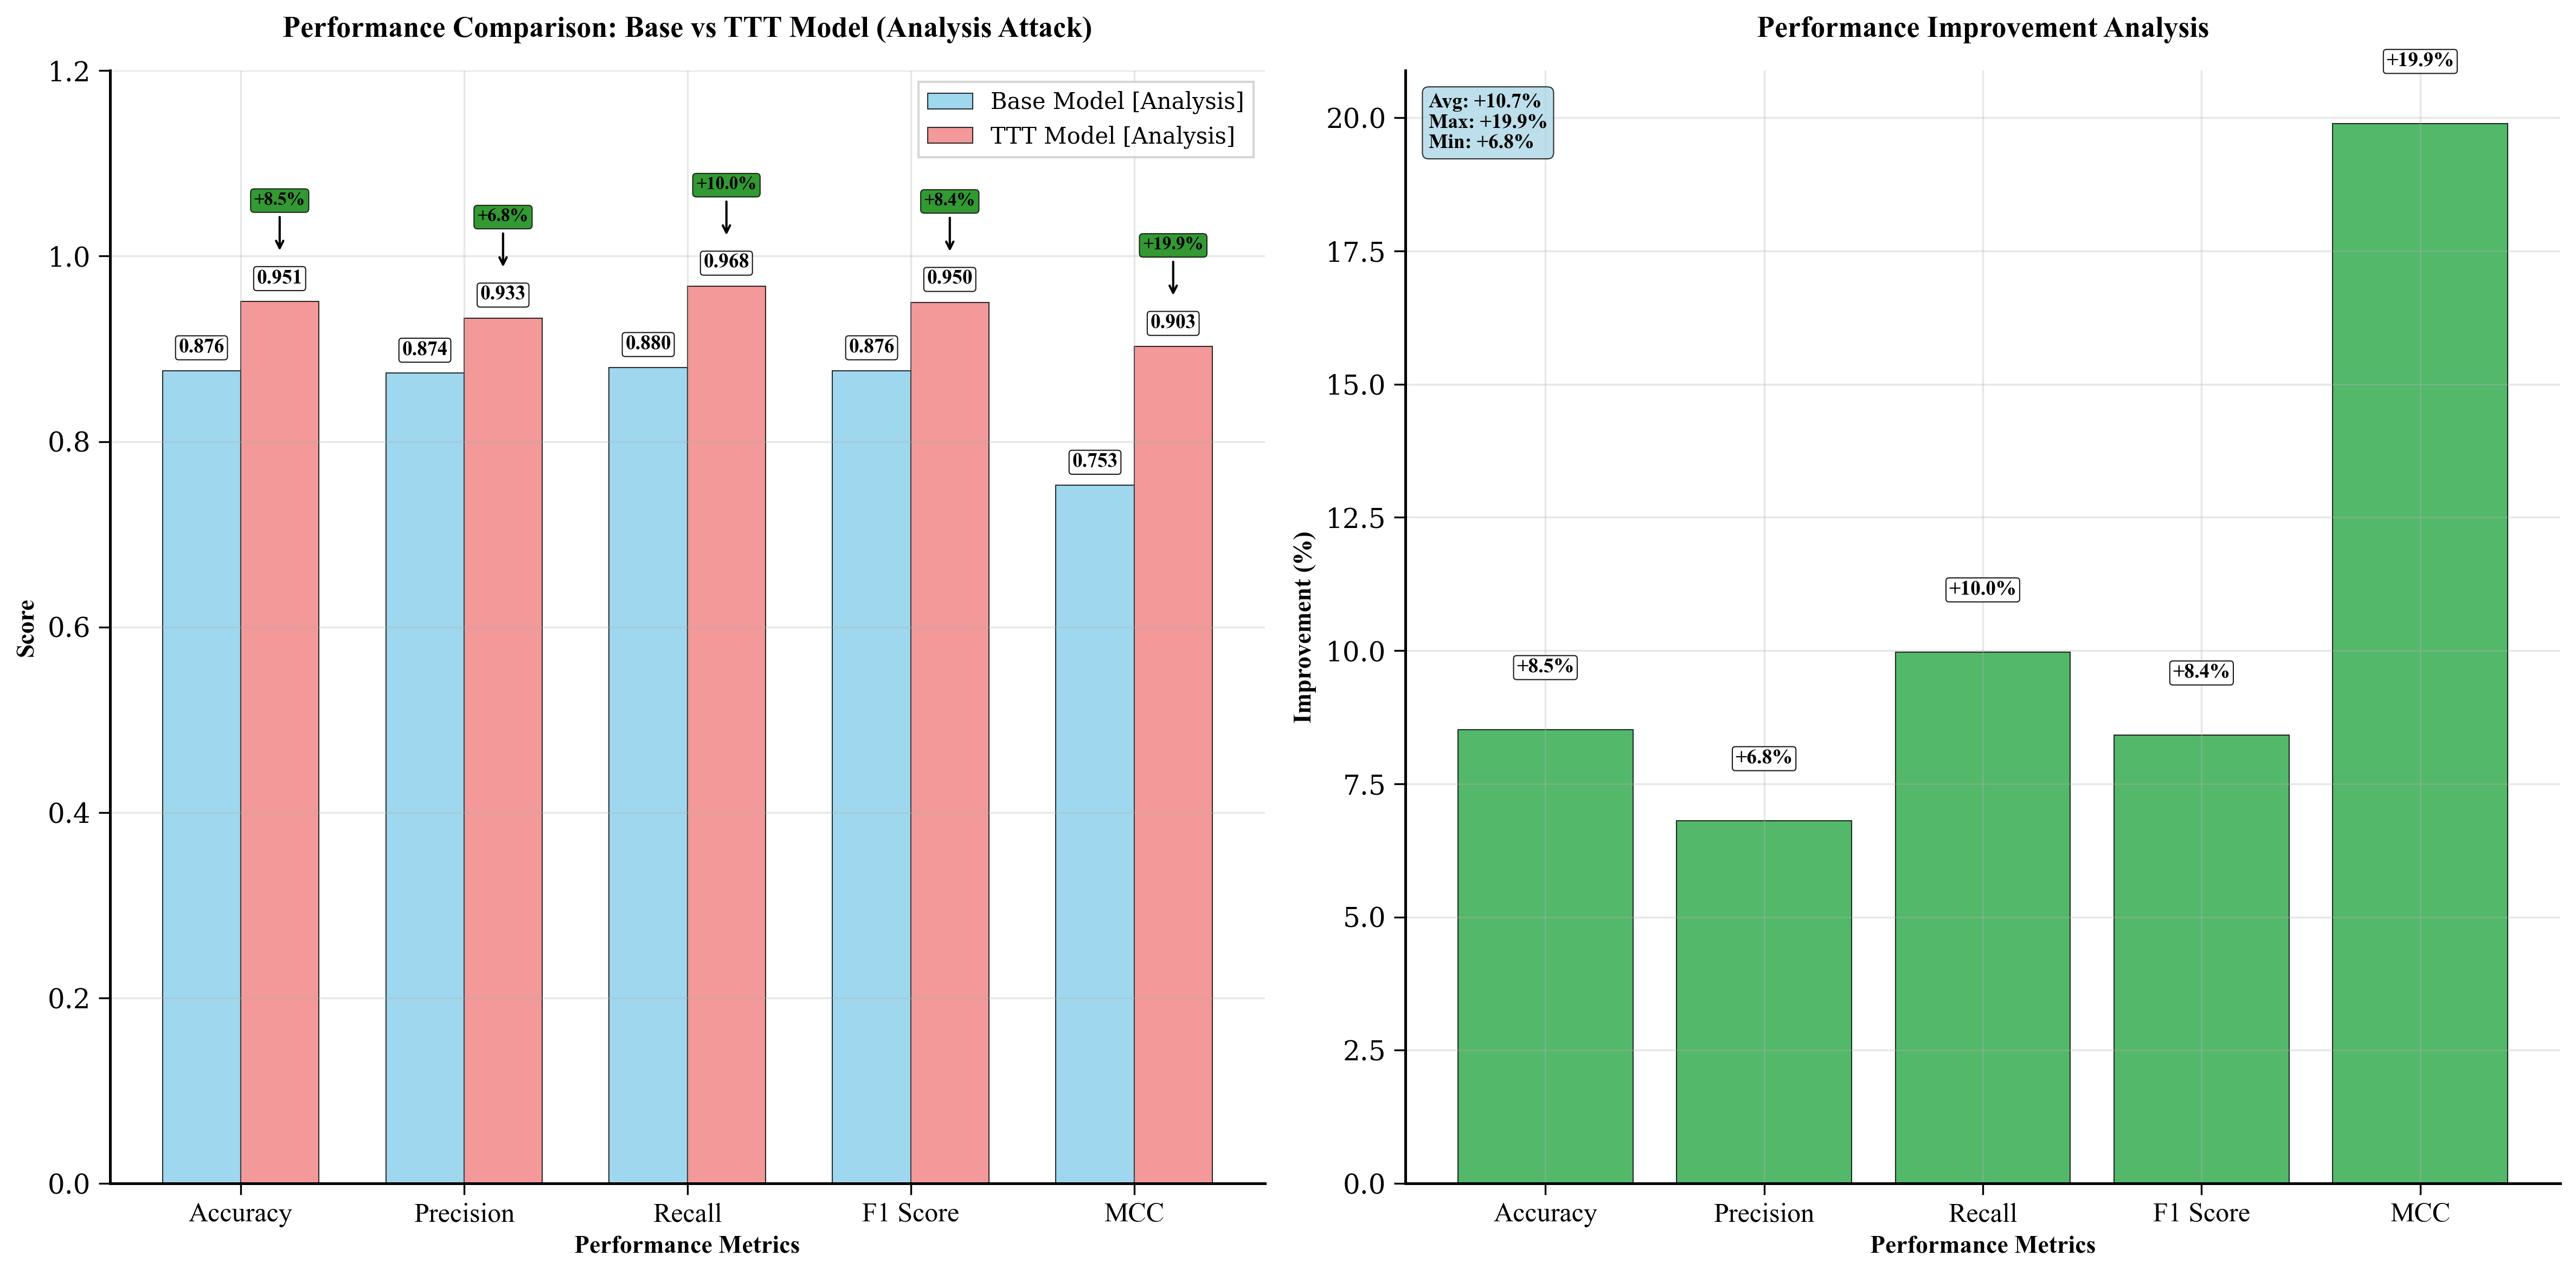 Performance Comparison: Base vs TTT Model (Analysis Attack)
Base Model [Analysis]
TTT Model [Analysis]
Score
1.2
1.0
0.8
0.6
0.4
0.2
0.0
+8.5%
+6.8%
+10.0%
+8.4%
+19.9%
0.876
0.951
0.874
0.933
0.880
0.968
0.876
0.950
0.753
0.903
Accuracy
Precision
Recall
F1 Score
MCC
Performance Metrics
Performance Improvement Analysis
Avg: +10.7%
Max: +19.9%
Min: +6.8%
Improvement (%)
20.0
17.5
15.0
12.5
10.0
7.5
5.0
2.5
0.0
+8.5%
+6.8%
+10.0%
+8.4%
+19.9%
Accuracy
Precision
Recall
F1 Score
MCC
Performance Metrics